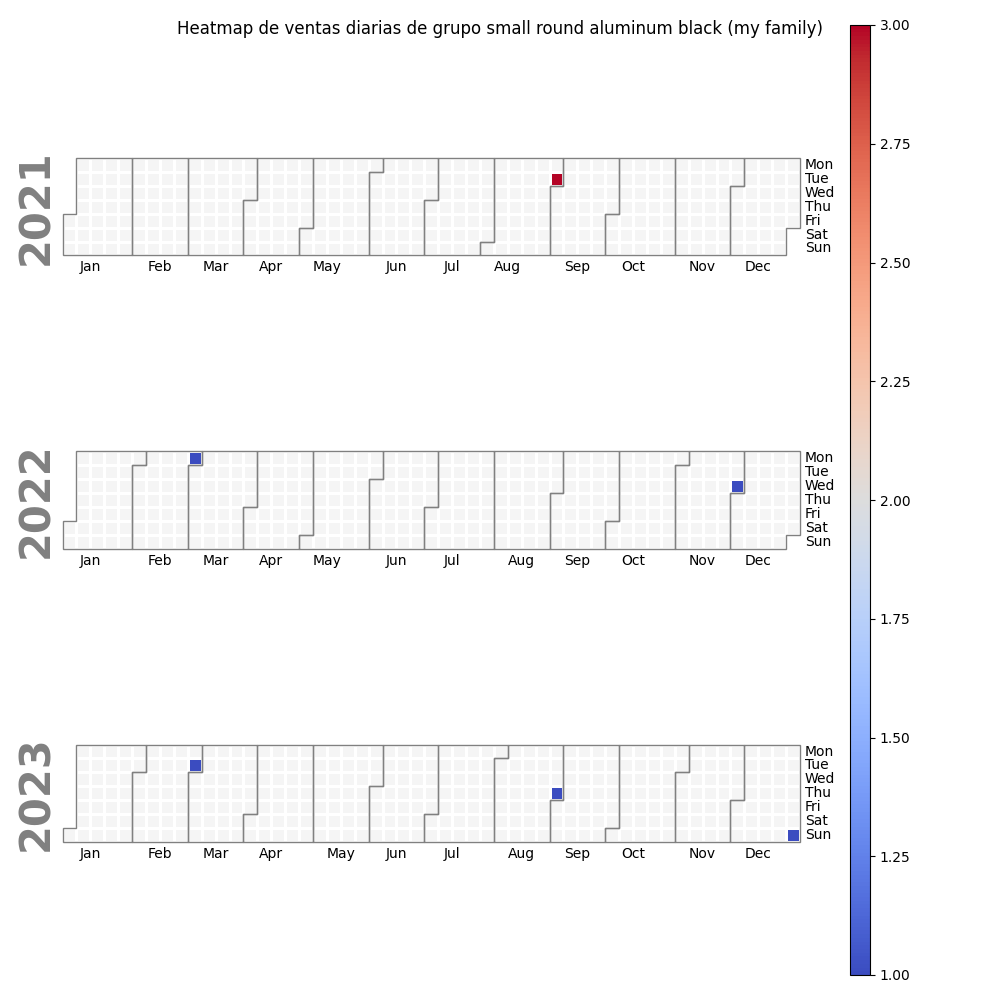 Heatmap de ventas diarias de grupo small round aluminum black (my family)
3.00
2.75
2.50
2.25
2.00
1.75
1.50
1.25
1.00
2021
Mon
Tue
Wed
Thu
Fri
Sat
Sun
Jan Feb Mar Apr May Jun Jul Aug Sep Oct Nov Dec
2022
Mon
Tue
Wed
Thu
Fri
Sat
Sun
Jan Feb Mar Apr May Jun Jul Aug Sep Oct Nov Dec
2023
Mon
Tue
Wed
Thu
Fri
Sat
Sun
Jan Feb Mar Apr May Jun Jul Aug Sep Oct Nov Dec